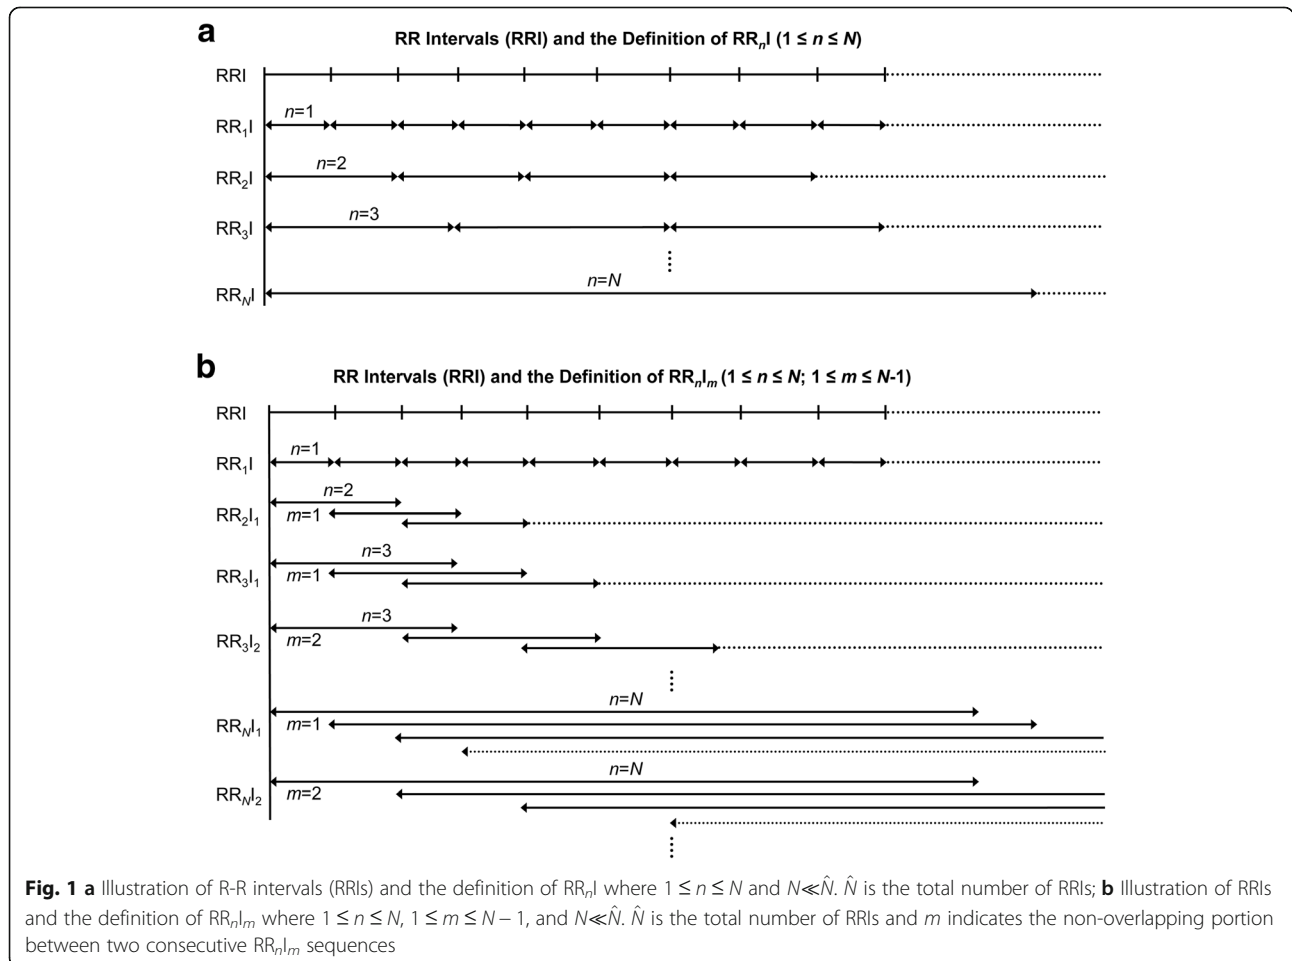 a
RR Intervals (RRI) and the Definition of RRₙI (1 ≤ n ≤ N)
RRI
n=1
RR₁I
n=2
RR₂I
n=3
RR₃I
n=N
RR_NI
b
RR Intervals (RRI) and the Definition of RRₙIₘ (1 ≤ n ≤ N; 1 ≤ m ≤ N-1)
RRI
n=1
RR₁I
n=2
RR₂I₁ m=1
n=3
RR₃I₁ m=1
n=3
RR₃I₂ m=2
n=N
RR_NI₁ m=1
n=N
RR_NI₂ m=2
Fig. 1 a Illustration of R-R intervals (RRIs) and the definition of RRₙI where 1 ≤ n ≤ N and N≪N̂. N̂ is the total number of RRIs; b Illustration of RRIs
and the definition of RRₙIₘ where 1 ≤ n ≤ N, 1 ≤ m ≤ N − 1, and N≪N̂. N̂ is the total number of RRIs and m indicates the non-overlapping portion
between two consecutive RRₙIₘ sequences